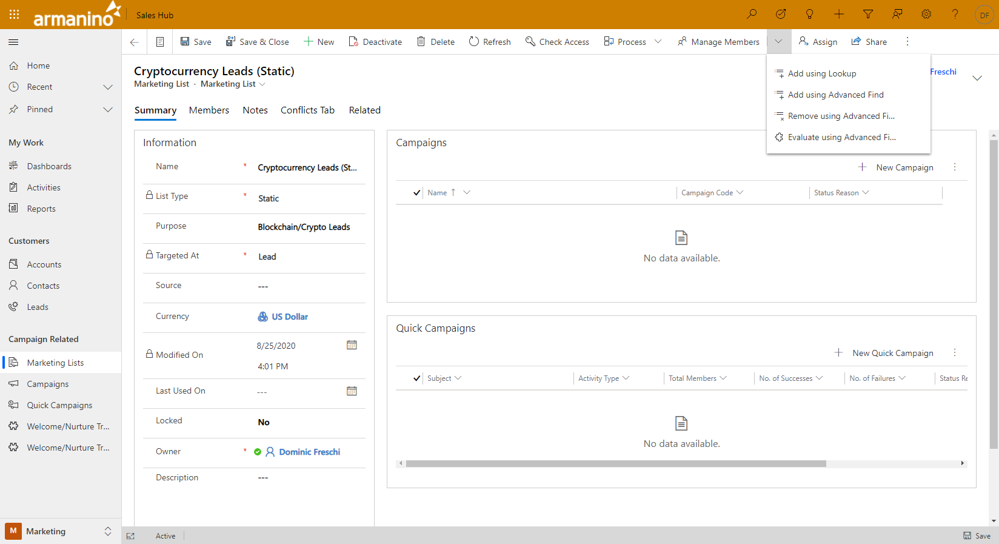 armanino
Sales Hub
DF
Save
Save & Close
New
Deactivate
Delete
Refresh
Check Access
Process
Manage Members
Assign
Share
Home
Recent
Pinned
My Work
Dashboards
Activities
Reports
Customers
Accounts
Contacts
Leads
Campaign Related
Marketing Lists
Campaigns
Quick Campaigns
Welcome/Nurture Tr...
Welcome/Nurture Tr...
M
Marketing
Cryptocurrency Leads (Static)
Marketing List · Marketing List
Freschi
Add using Lookup
Add using Advanced Find
Remove using Advanced Fi...
Evaluate using Advanced Fi...
Summary
Members
Notes
Conflicts Tab
Related
Information
Name * Cryptocurrency Leads (St...
List Type * Static
Purpose Blockchain/Crypto Leads
Targeted At * Lead
Source ---
Currency US Dollar
Modified On 8/25/2020
4:01 PM
Last Used On ---
Locked No
Owner * Dominic Freschi
Description ---
Campaigns
New Campaign
Name ↑
Campaign Code
Status Reason
No data available.
Quick Campaigns
New Quick Campaign
Subject
Activity Type
Total Members
No. of Successes
No. of Failures
Status Re
No data available.
Active
Save